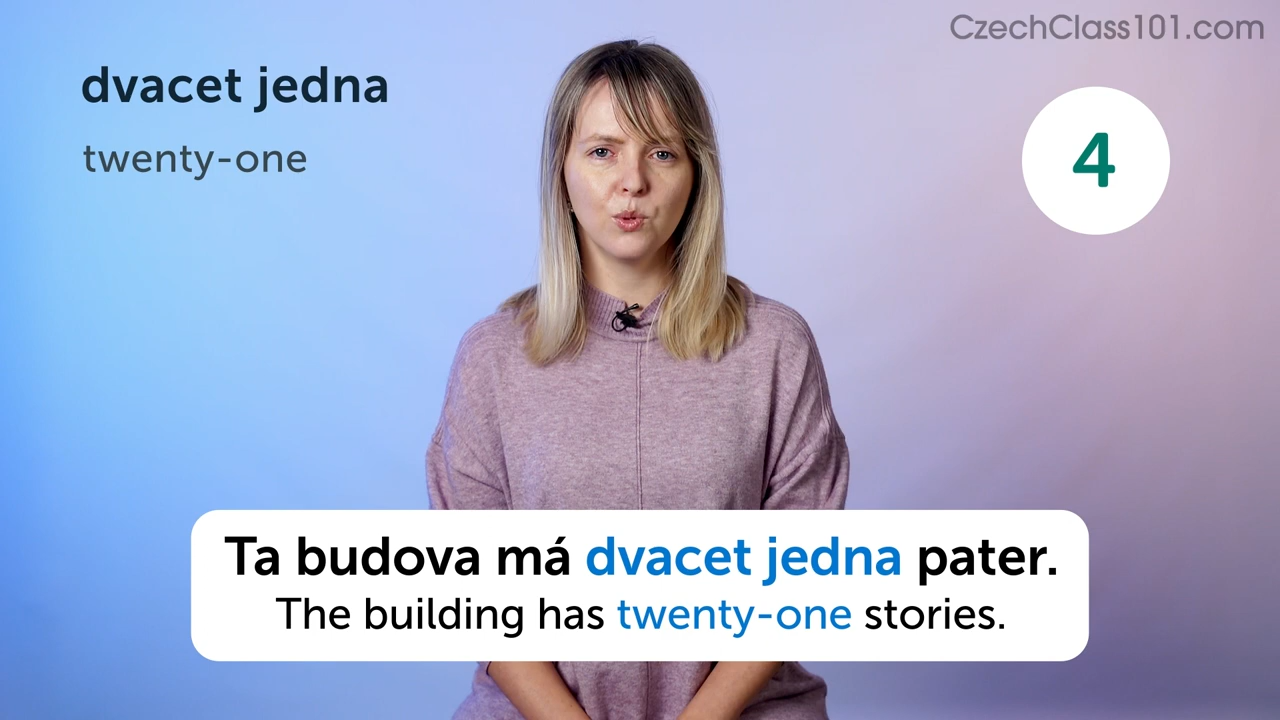 CzechClass101.com
dvacet jedna
twenty-one
4
Ta budova má dvacet jedna pater.
The building has twenty-one stories.